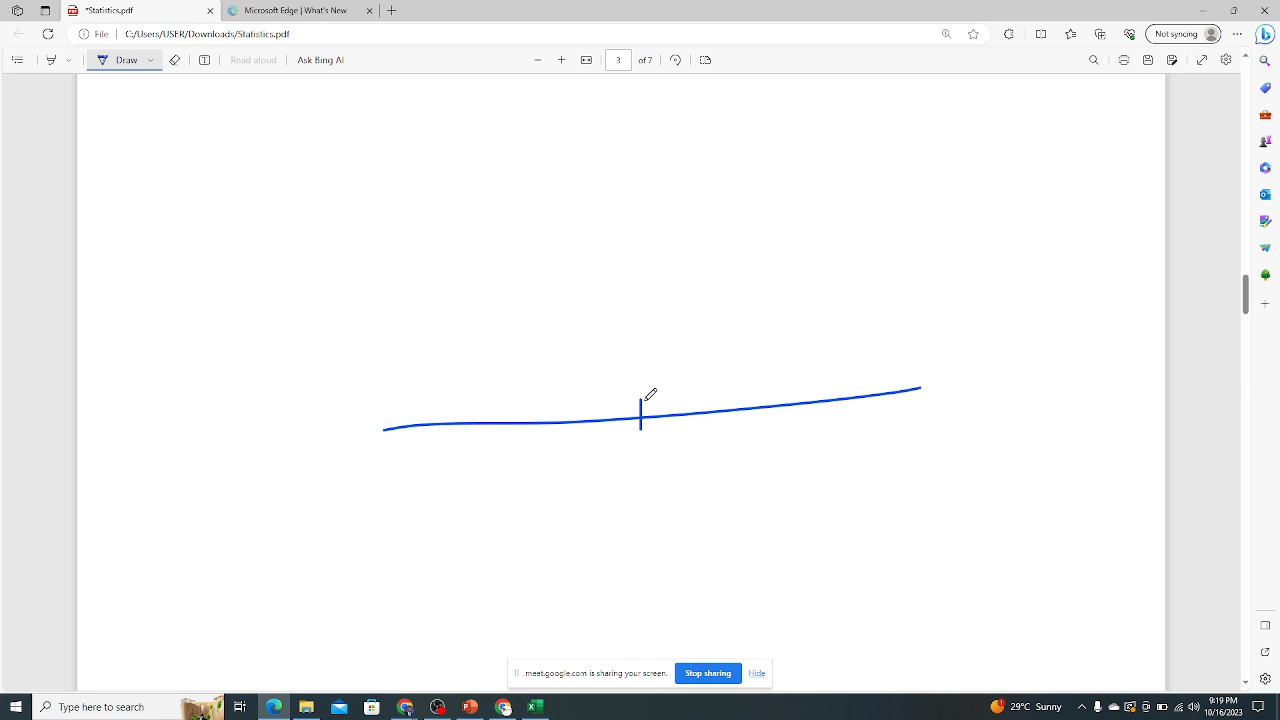 *Statistics.pdf
Microsoft Edge | What's New
File C:/Users/USER/Downloads/Statistics.pdf Not syncing
Draw Read aloud Ask Bing AI 3 of 7
meet.google.com is sharing your screen. Stop sharing Hide
Type here to search 29°C Sunny 9:19 PM
10/16/2023